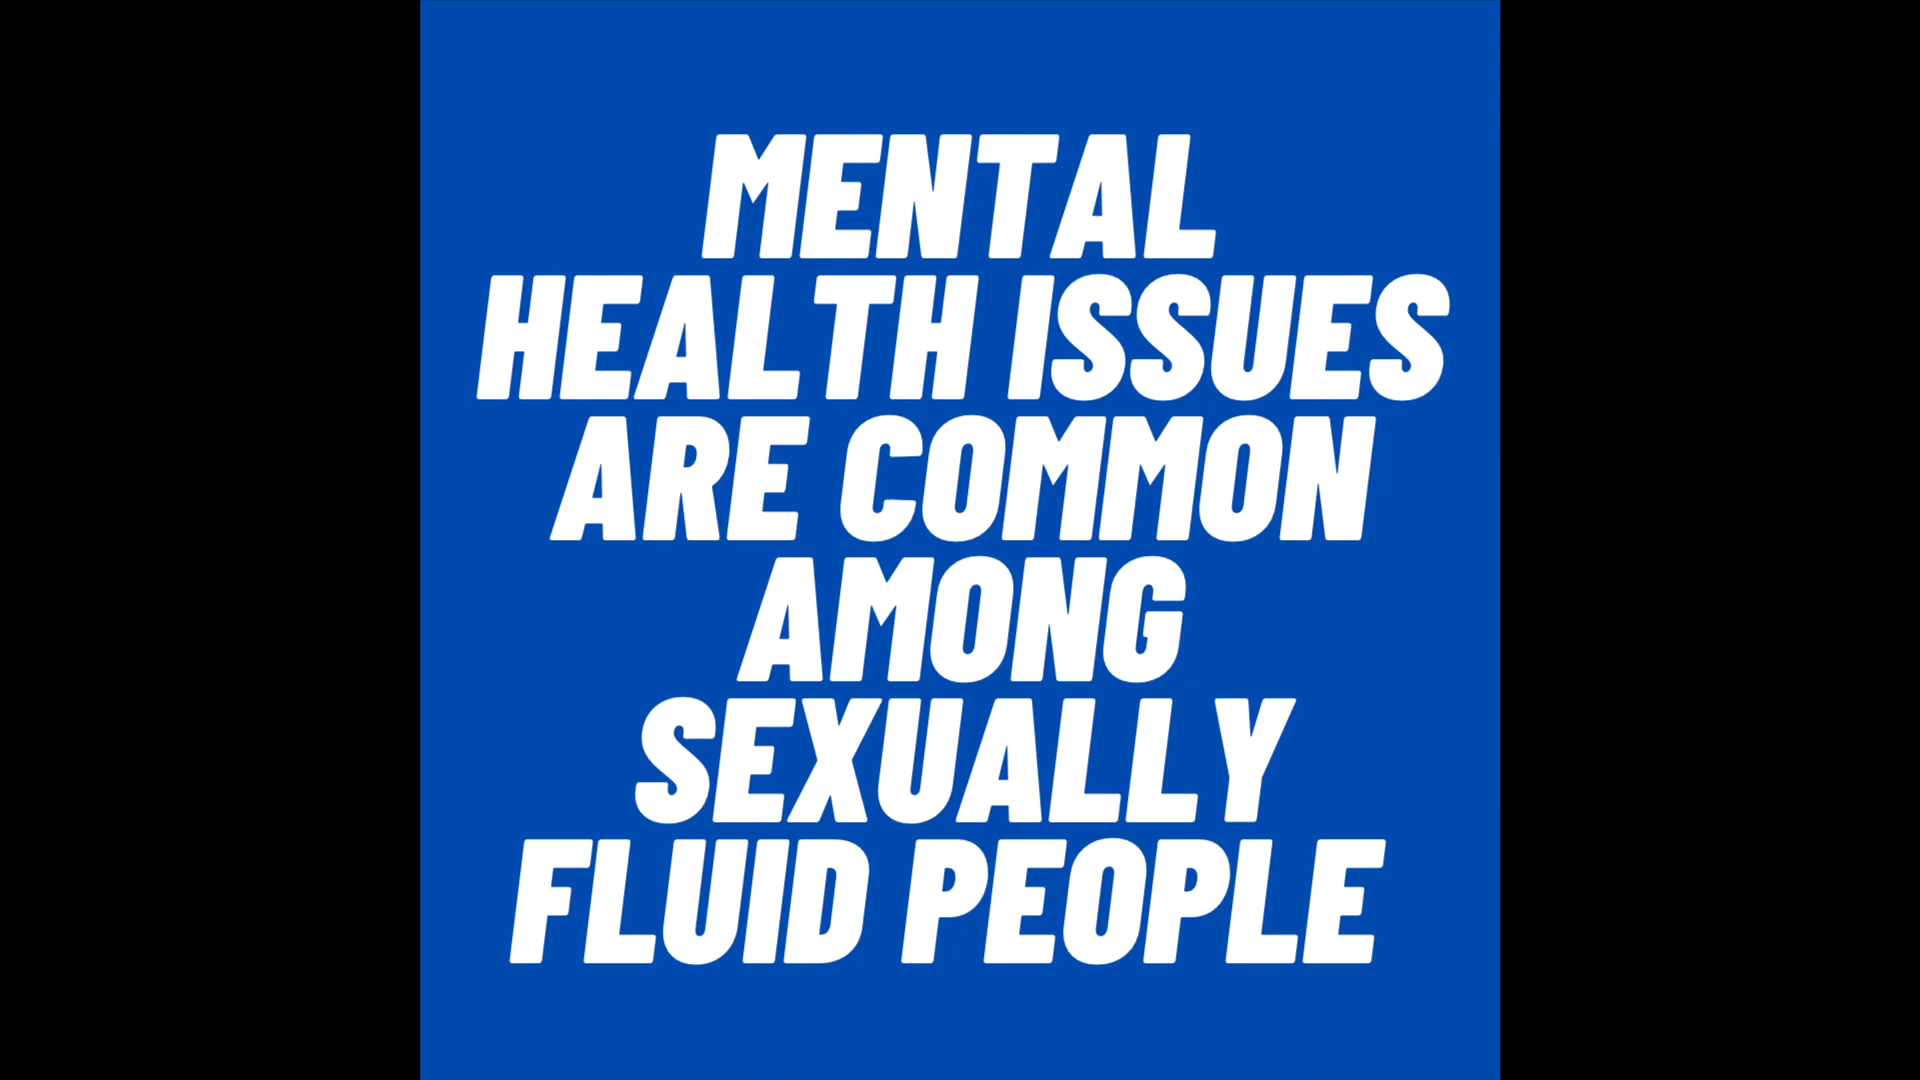 MENTAL
HEALTH ISSUES
ARE COMMON
AMONG
SEXUALLY
FLUID PEOPLE